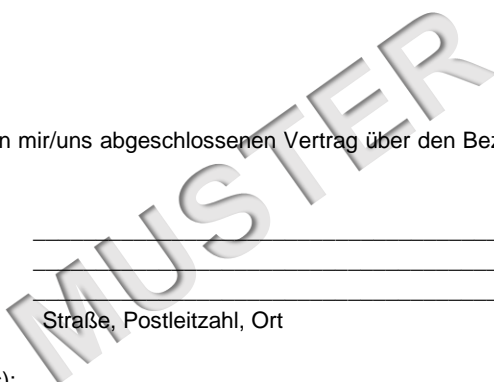 MUSTER
n mir/uns abgeschlossenen Vertrag über den Bez
Straße, Postleitzahl, Ort
):